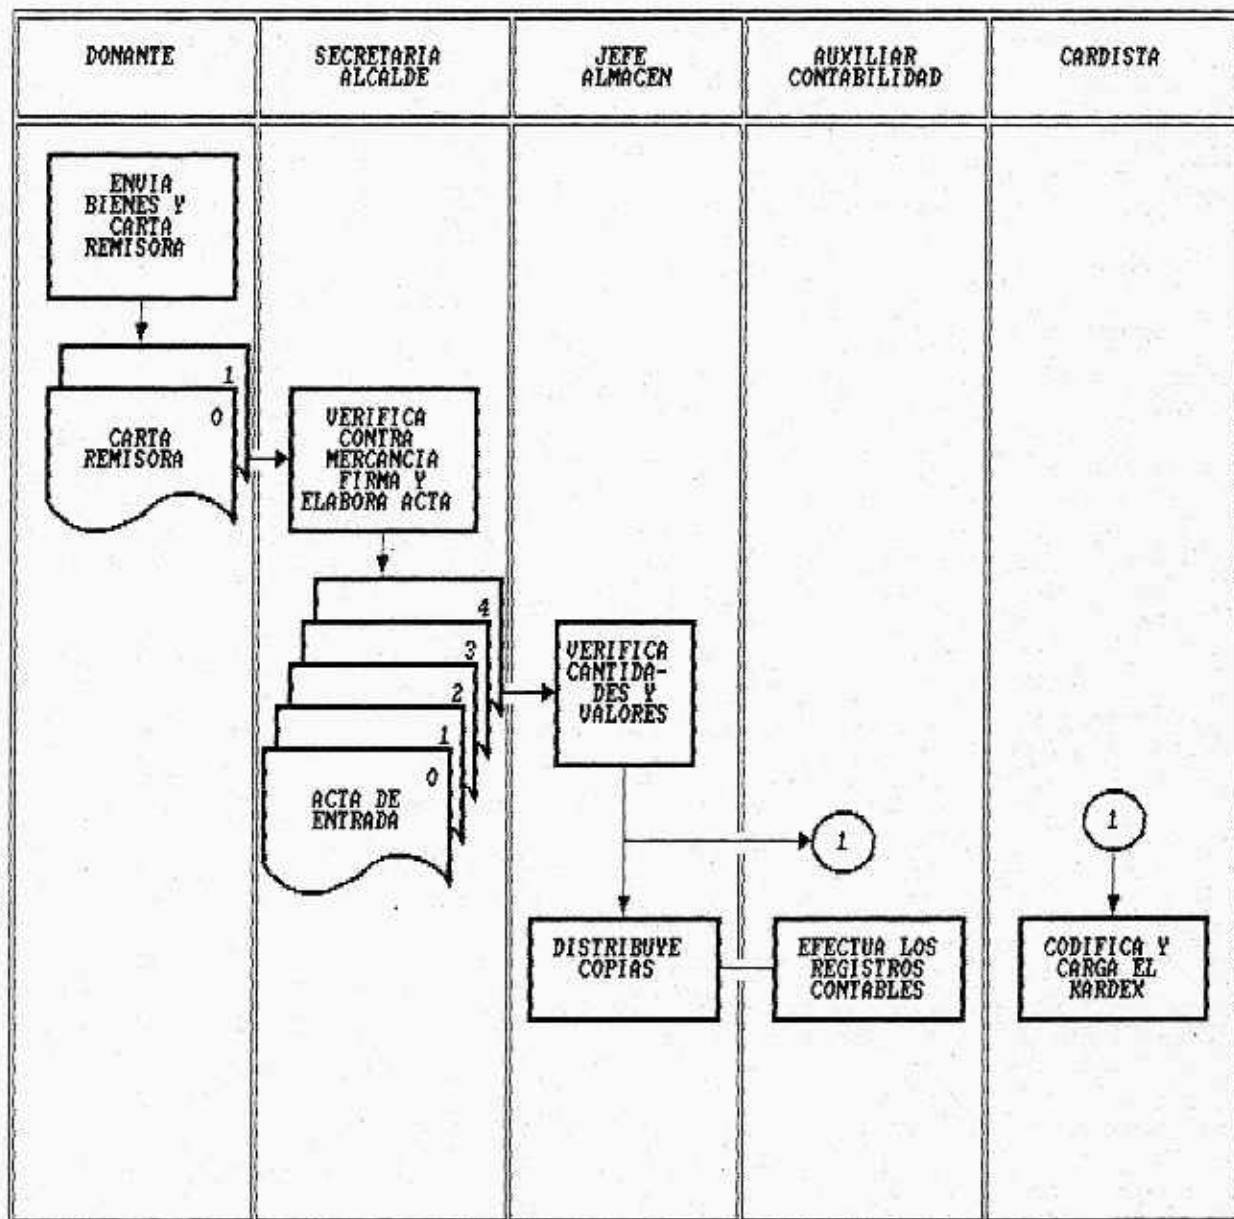 DONANTE
SECRETARIA
ALCALDE
JEFE
ALMACEN
AUXILIAR
CONTABILIDAD
CARDISTA
ENVIA
BIENES Y
CARTA
REMISORA
1
0
CARTA
REMISORA
VERIFICA
CONTRA
MERCANCIA
FIRMA Y
ELABORA ACTA
4
3
2
1
0
ACTA DE
ENTRADA
VERIFICA
CANTIDA-
DES Y
VALORES
1
1
DISTRIBUYE
COPIAS
EFECTUA LOS
REGISTROS
CONTABLES
CODIFICA Y
CARGA EL
KARDEX